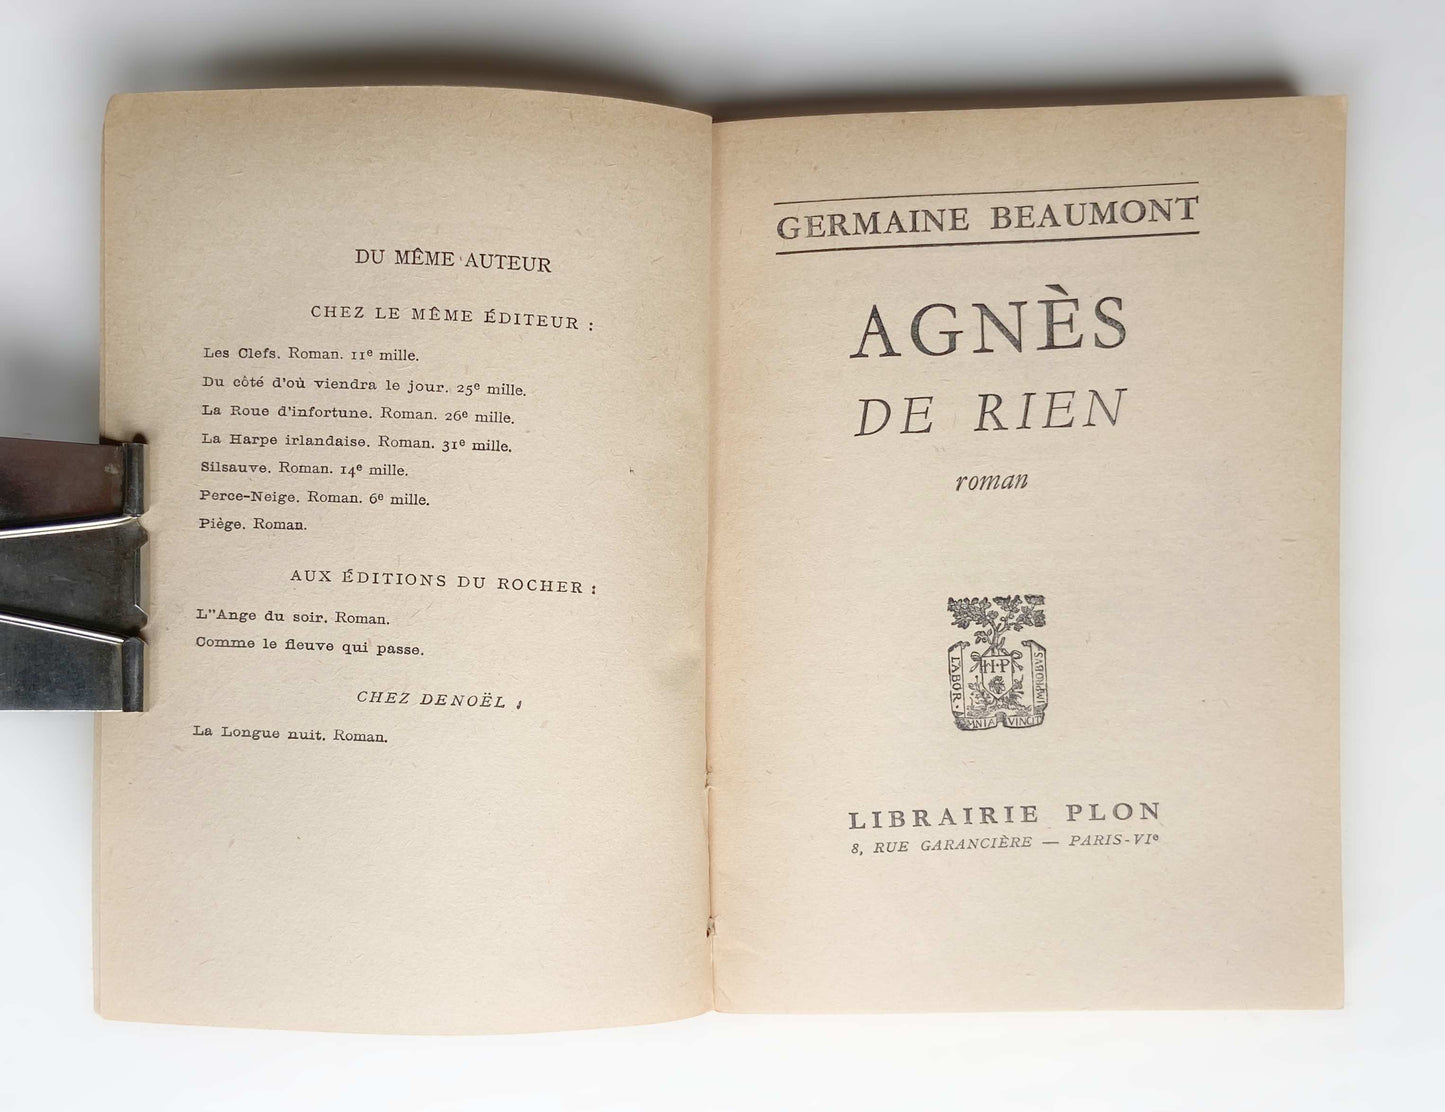 DU MÊME AUTEUR
CHEZ LE MÊME ÉDITEUR :
Les Clefs. Roman. 11e mille.
Du côté d'où viendra le jour. 25e mille.
La Roue d'infortune. Roman. 26e mille.
La Harpe irlandaise. Roman. 31e mille.
Silsauve. Roman. 14e mille.
Perce-Neige. Roman. 6e mille.
Piège. Roman.
AUX ÉDITIONS DU ROCHER :
L"Ange du soir. Roman.
Comme le fleuve qui passe.
CHEZ DENOËL :
La Longue nuit. Roman.
GERMAINE BEAUMONT
AGNÈS
DE RIEN
roman
LABOR.
H·P
IMPROBVS
OMNIA VINCIT
LIBRAIRIE PLON
8, RUE GARANCIÈRE — PARIS-VIe